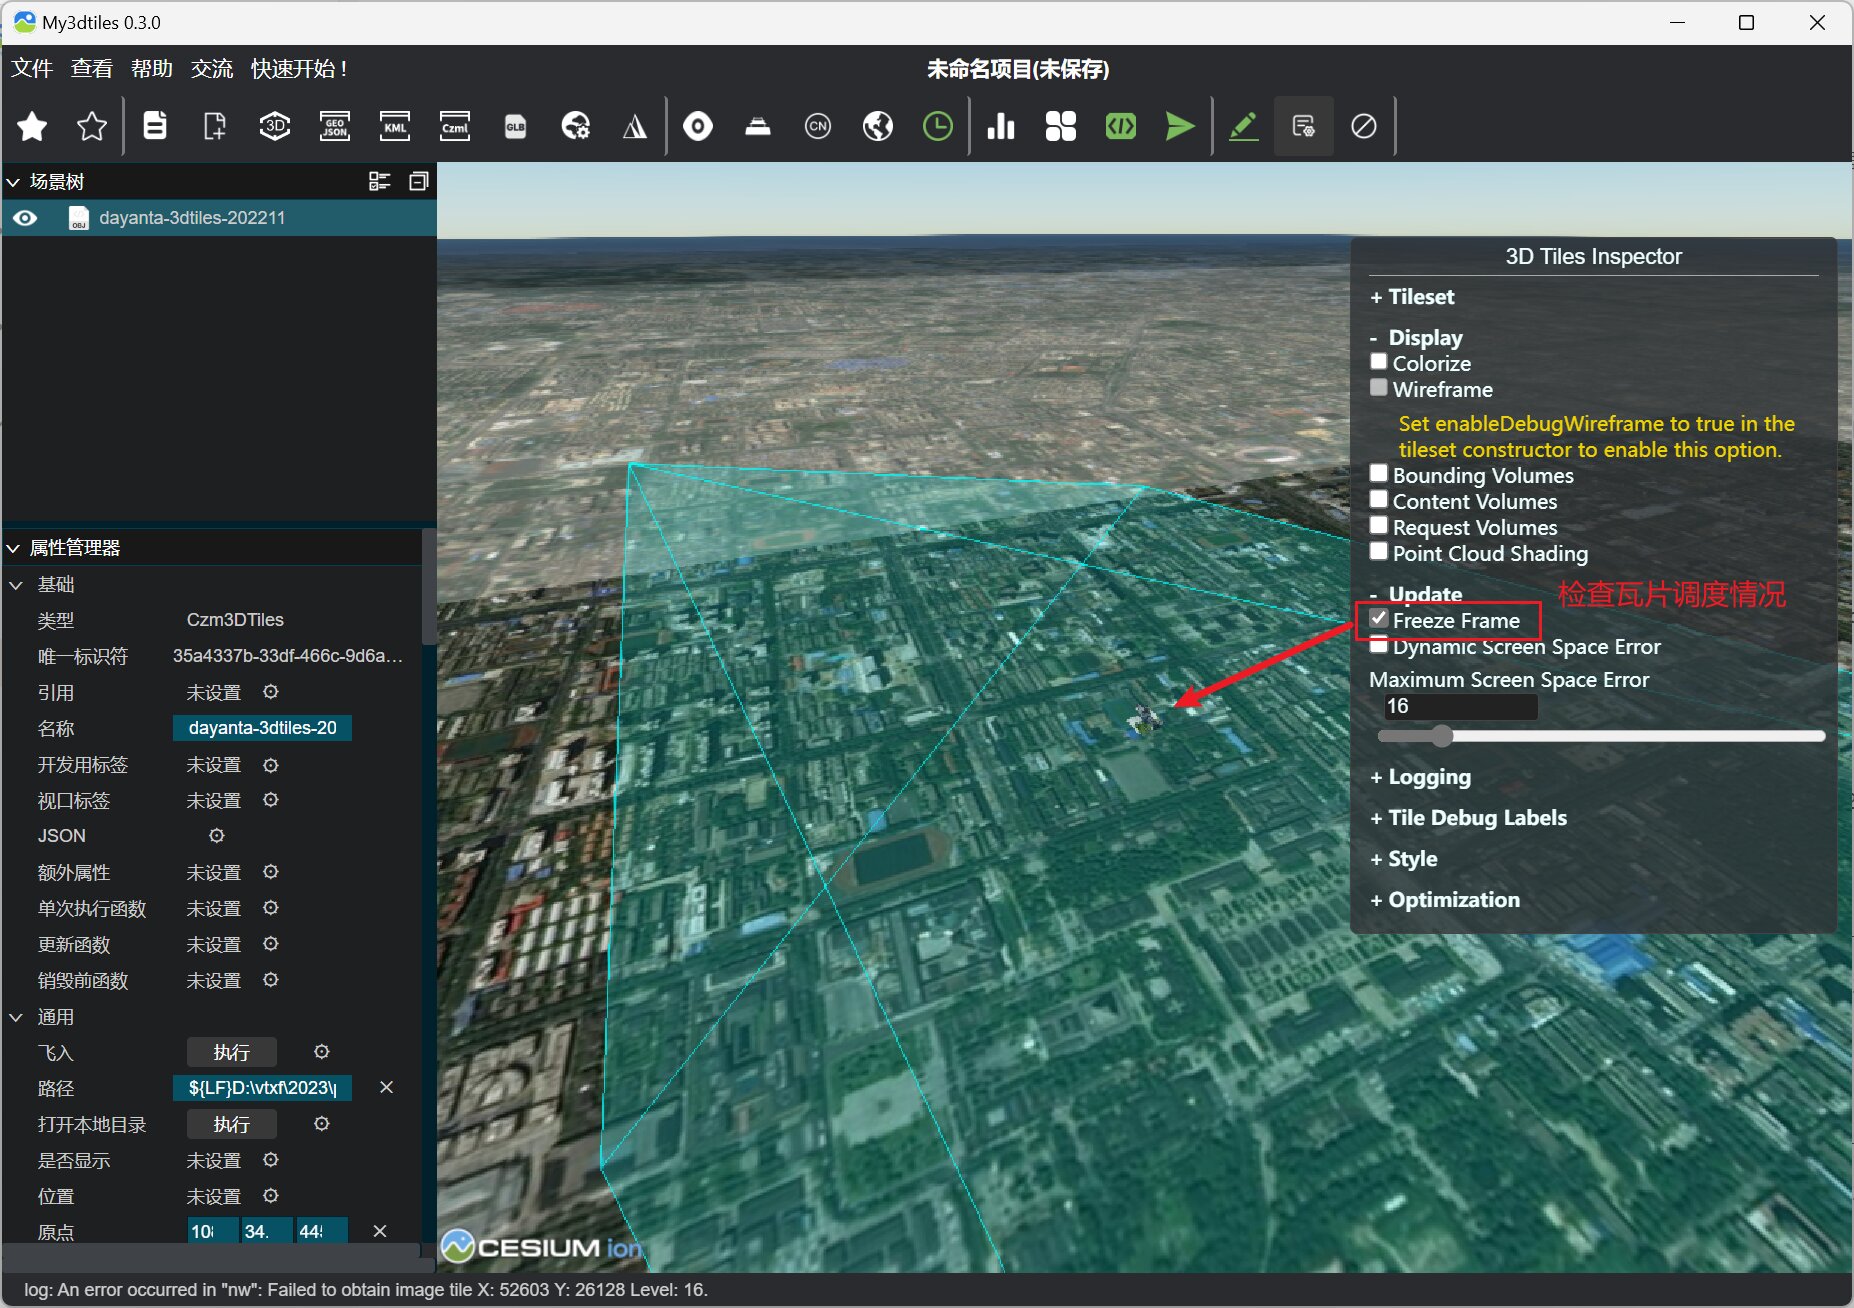 My3dtiles 0.3.0
文件 查看 帮助 交流 快速开始！ 未命名项目(未保存)
3D GEO JSON KML Czml GLB CN
场景树
OBJ dayanta-3dtiles-202211
属性管理器
基础
类型 Czm3DTiles
唯一标识符 35a4337b-33df-466c-9d6a…
引用 未设置
名称 dayanta-3dtiles-20
开发用标签 未设置
视口标签 未设置
JSON
额外属性 未设置
单次执行函数 未设置
更新函数 未设置
销毁前函数 未设置
通用
飞入 执行
路径 ${LF}D:\vtxf\2023\
打开本地目录 执行
是否显示 未设置
位置 未设置
原点 10 34. 44
3D Tiles Inspector
+ Tileset
- Display
Colorize
Wireframe
Set enableDebugWireframe to true in the
tileset constructor to enable this option.
Bounding Volumes
Content Volumes
Request Volumes
Point Cloud Shading
- Update
检查瓦片调度情况
Freeze Frame
Dynamic Screen Space Error
Maximum Screen Space Error
16
+ Logging
+ Tile Debug Labels
+ Style
+ Optimization
CESIUM ion
log: An error occurred in "nw": Failed to obtain image tile X: 52603 Y: 26128 Level: 16.